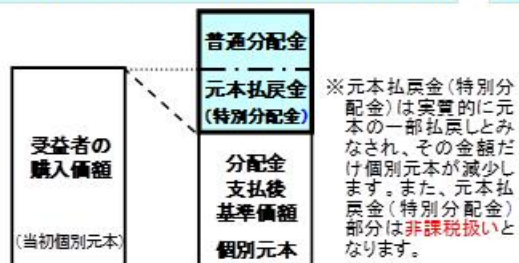 普通分配金
元本払戻金
(特別分配金)
受益者の
購入価額
(当初個別元本)
分配金
支払後
基準価額
個別元本
※元本払戻金(特別分
配金)は実質的に元
本の一部払戻しとみ
なされ、その金額だ
け個別元本が減少し
ます。また、元本払
戻金(特別分配金)
部分は非課税扱いと
なります。